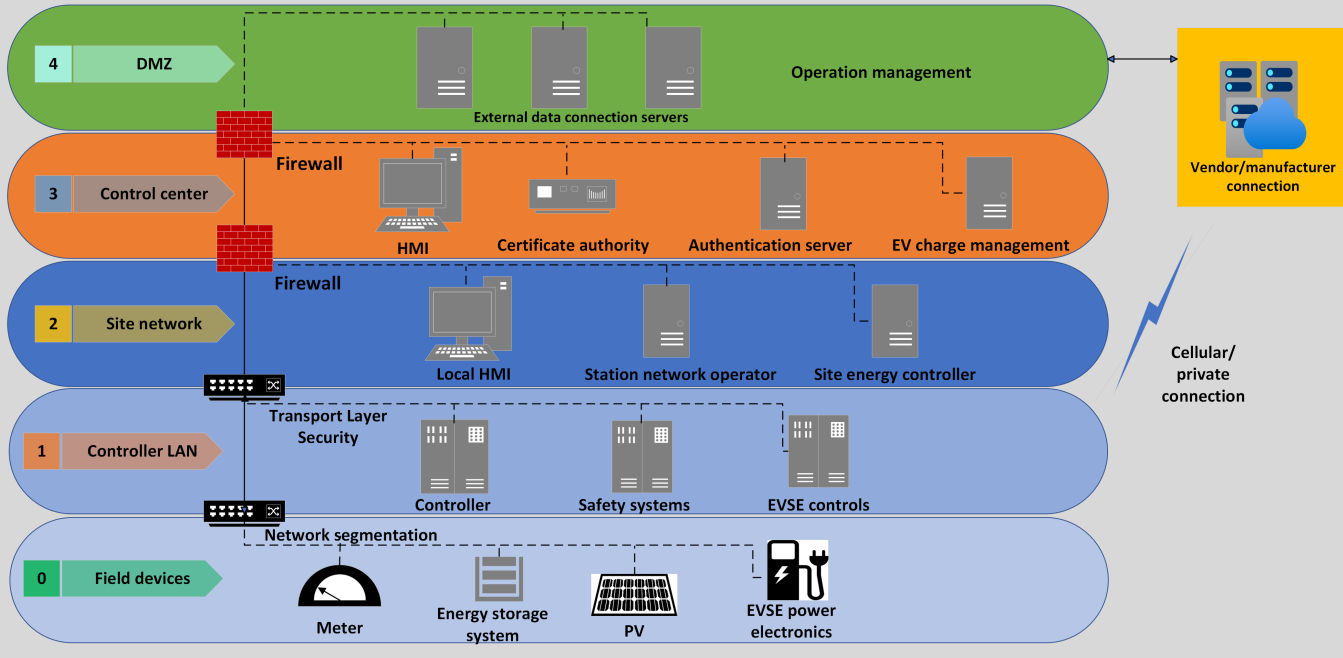 4
DMZ
Operation management
External data connection servers
Vendor/manufacturer
connection
Firewall
3
Control center
HMI
Certificate authority
Authentication server
EV charge management
Firewall
2
Site network
Local HMI
Station network operator
Site energy controller
Cellular/
private
connection
Transport Layer
Security
1
Controller LAN
Controller
Safety systems
EVSE controls
Network segmentation
0
Field devices
Meter
Energy storage
system
PV
EVSE power
electronics